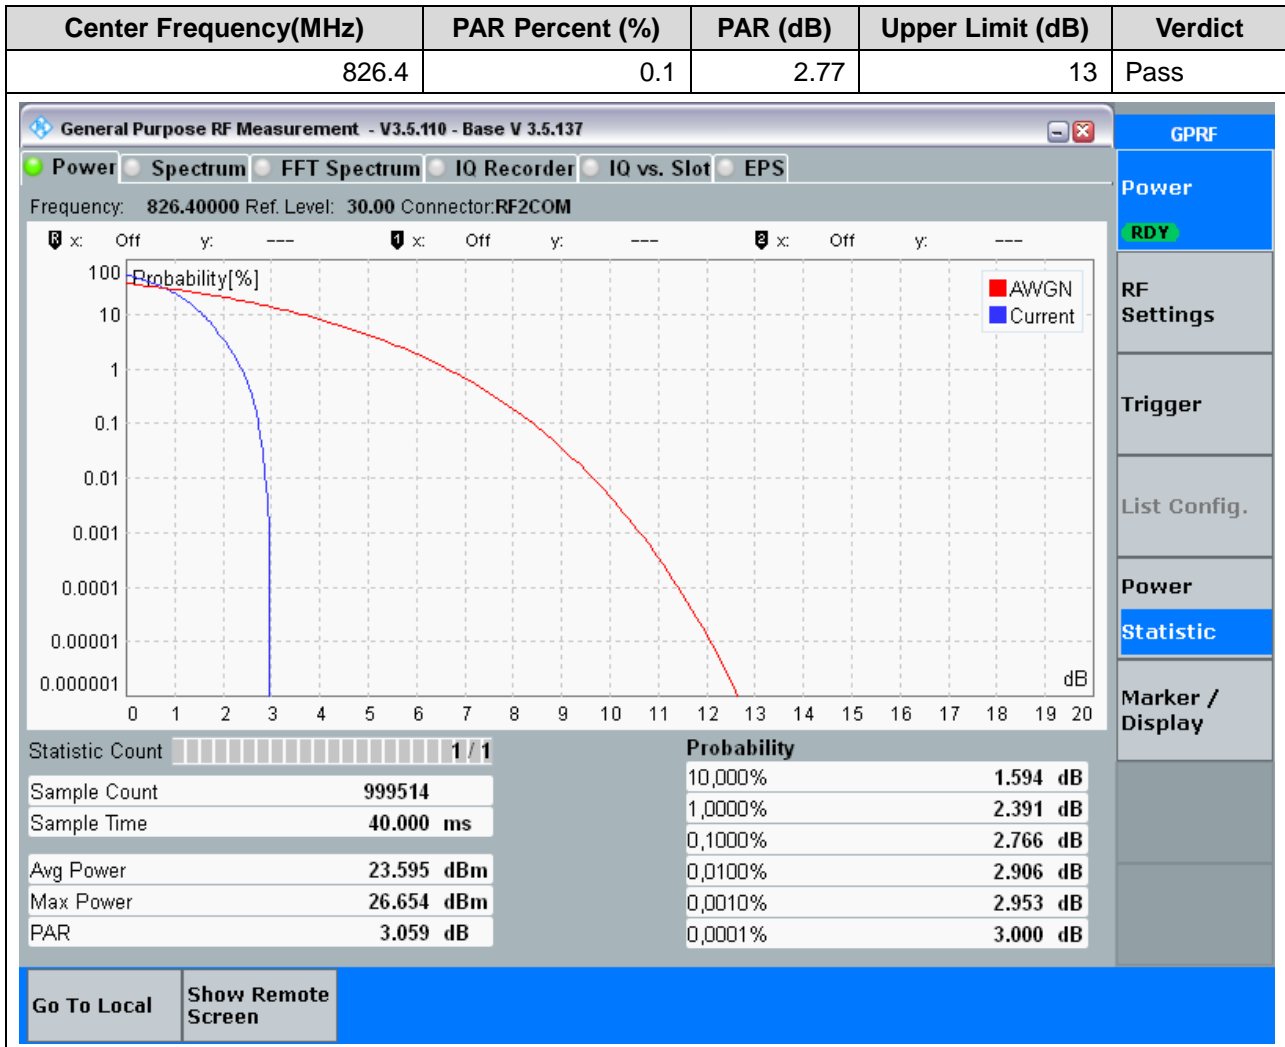 Center Frequency(MHz) PAR Percent (%) PAR (dB) Upper Limit (dB) Verdict
826.4 0.1 2.77 13 Pass
General Purpose RF Measurement - V3.5.110 - Base V 3.5.137
GPRF
Power Spectrum FFT Spectrum IQ Recorder IQ vs. Slot EPS
Power
RDY
Frequency: 826.40000 Ref. Level: 30.00 Connector:RF2COM
R x: Off y: --- 1 x: Off y: --- 2 x: Off y: ---
Probability[%]
AWGN
Current
100
10
1
0.1
0.01
0.001
0.0001
0.00001
0.000001
dB
0 1 2 3 4 5 6 7 8 9 10 11 12 13 14 15 16 17 18 19 20
RF
Settings
Trigger
List Config.
Power
Statistic
Marker /
Display
Statistic Count 1 / 1
Sample Count 999514
Sample Time 40.000 ms
Avg Power 23.595 dBm
Max Power 26.654 dBm
PAR 3.059 dB
Probability
10,000% 1.594 dB
1,0000% 2.391 dB
0,1000% 2.766 dB
0,0100% 2.906 dB
0,0010% 2.953 dB
0,0001% 3.000 dB
Go To Local
Show Remote
Screen